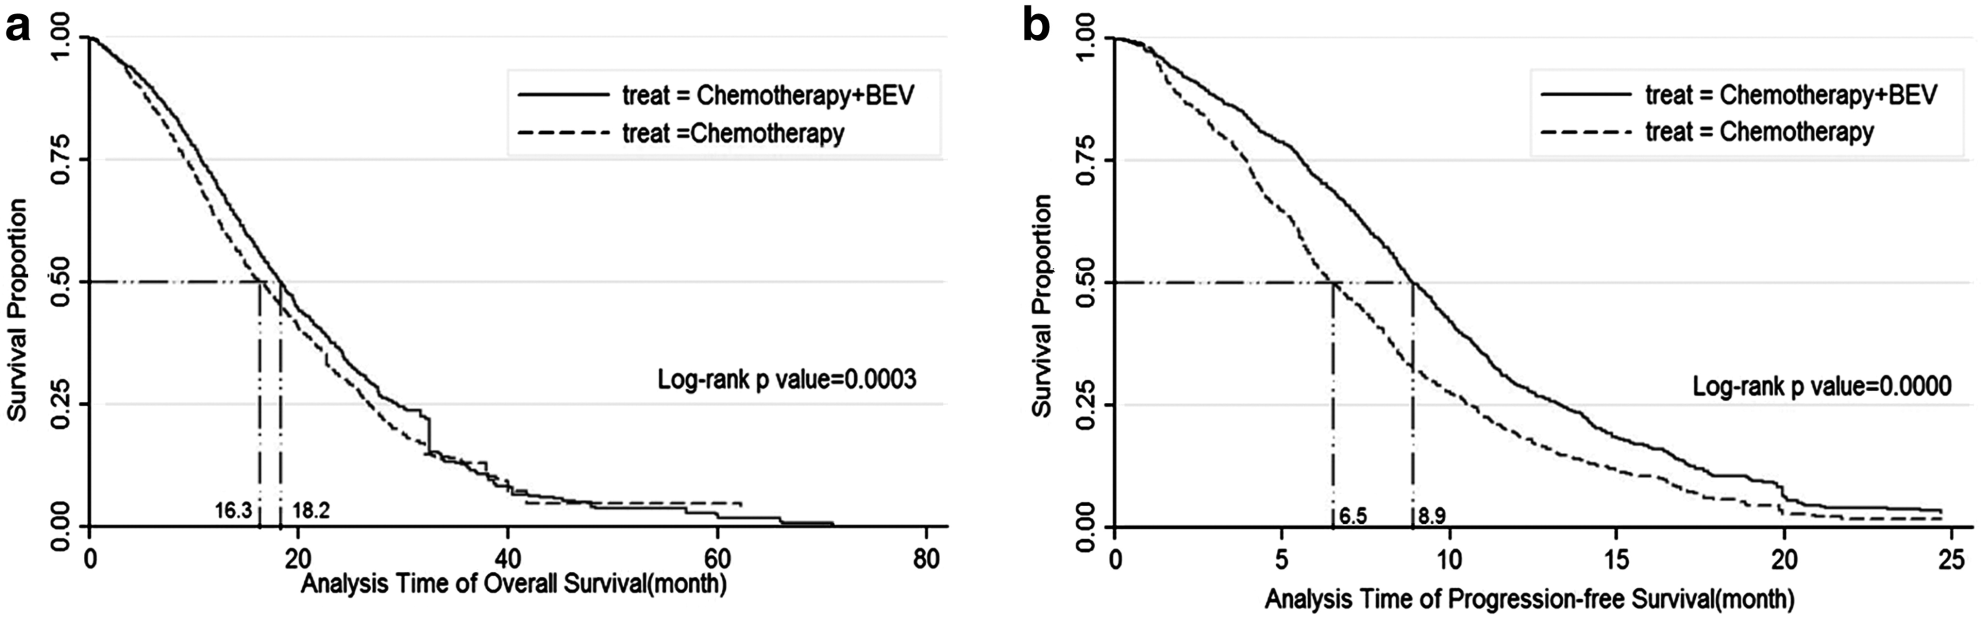 a
1.00
0.75
0.50
0.25
0.00
Survival Proportion
treat = Chemotherapy+BEV
treat =Chemotherapy
Log-rank p value=0.0003
16.3
18.2
0
20
40
60
80
Analysis Time of Overall Survival(month)
b
1.00
0.75
0.50
0.25
0.00
Survival Proportion
treat = Chemotherapy+BEV
treat = Chemotherapy
Log-rank p value=0.0000
6.5
8.9
0
5
10
15
20
25
Analysis Time of Progression-free Survival(month)